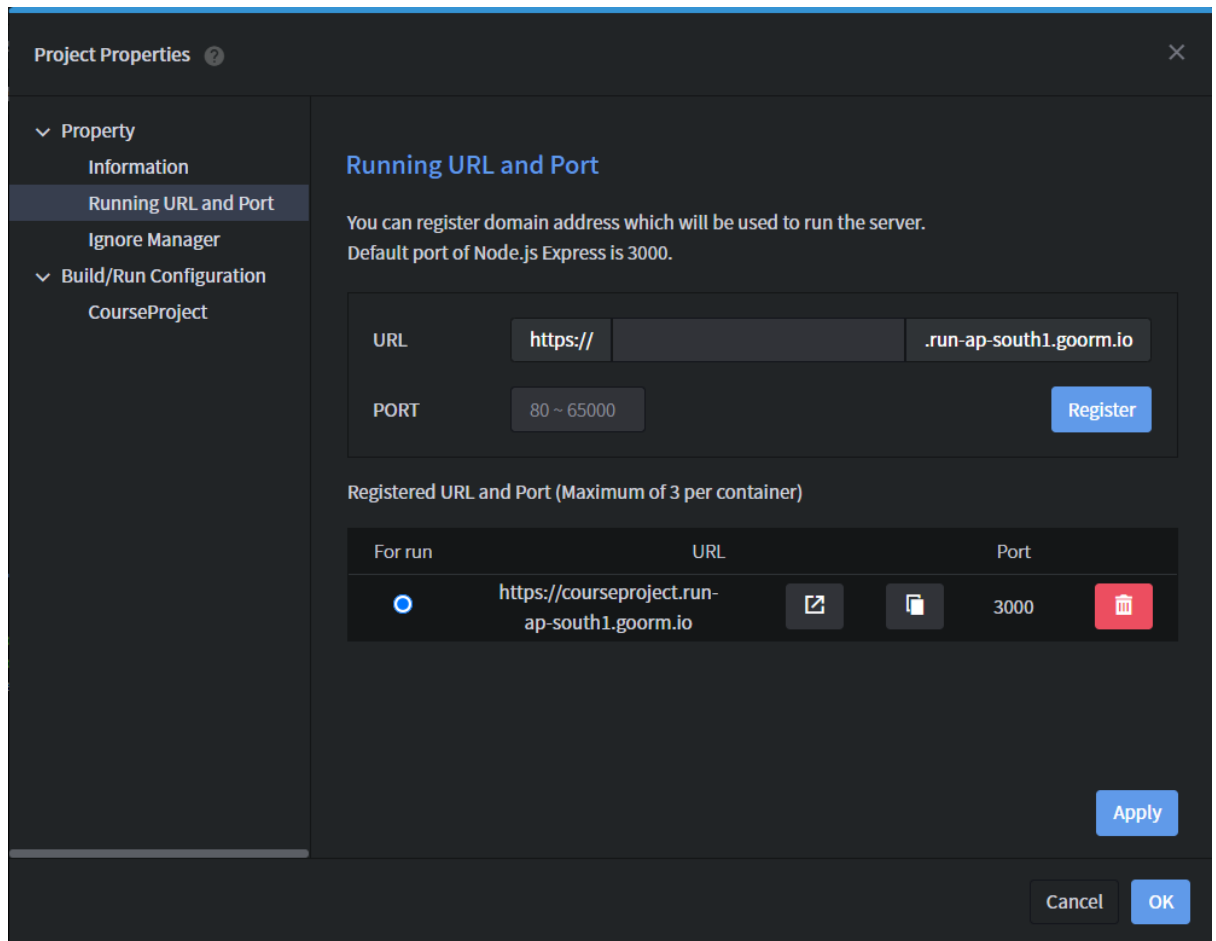 Project Properties
Property
Information
Running URL and Port
Ignore Manager
Build/Run Configuration
CourseProject
Running URL and Port
You can register domain address which will be used to run the server.
Default port of Node.js Express is 3000.
URL https:// .run-ap-south1.goorm.io
PORT 80 ~ 65000 Register
Registered URL and Port (Maximum of 3 per container)
For run URL Port
https://courseproject.run-
ap-south1.goorm.io 3000
Apply
Cancel OK